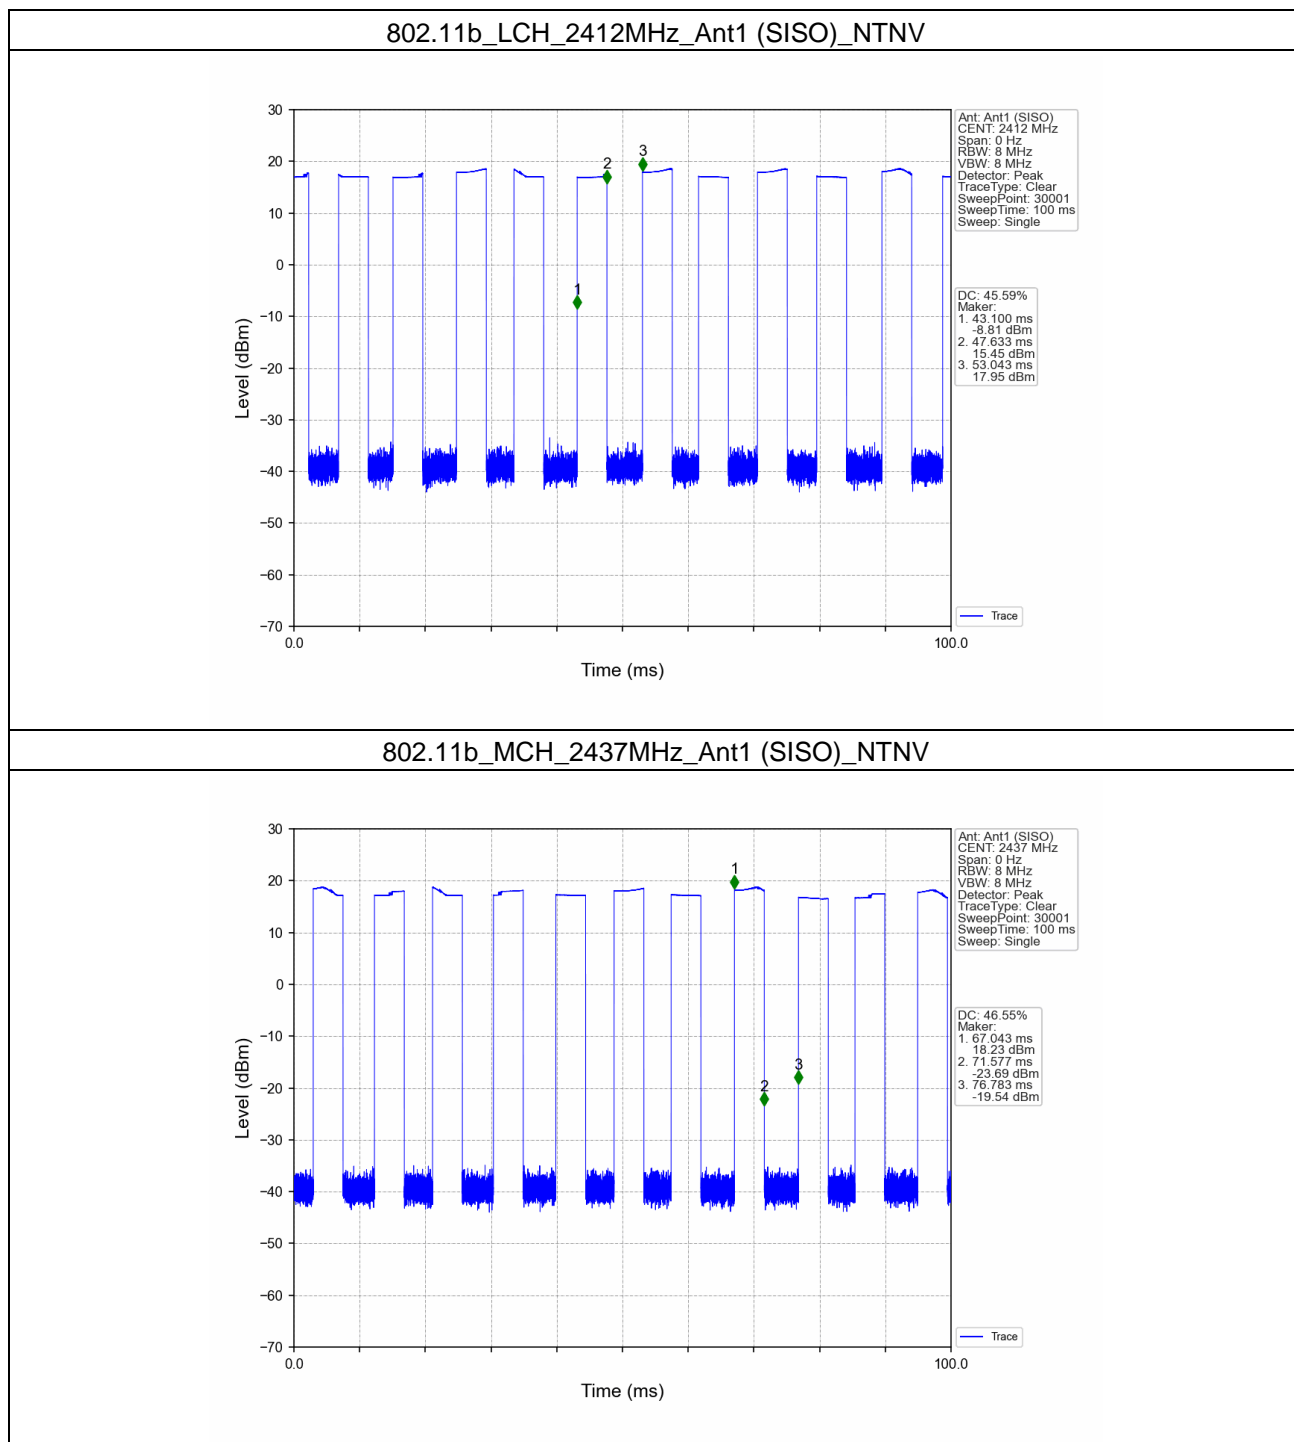 802.11b_LCH_2412MHz_Ant1 (SISO)_NTNV
30
20
10
0
−10
−20
−30
−40
−50
−60
−70
Level (dBm)
0.0
100.0
Time (ms)
1
2
3
Ant: Ant1 (SISO)
CENT: 2412 MHz
Span: 0 Hz
RBW: 8 MHz
VBW: 8 MHz
Detector: Peak
TraceType: Clear
SweepPoint: 30001
SweepTime: 100 ms
Sweep: Single
DC: 45.59%
Maker:
1. 43.100 ms
-8.81 dBm
2. 47.633 ms
15.45 dBm
3. 53.043 ms
17.95 dBm
Trace
802.11b_MCH_2437MHz_Ant1 (SISO)_NTNV
30
20
10
0
−10
−20
−30
−40
−50
−60
−70
Level (dBm)
0.0
100.0
Time (ms)
1
2
3
Ant: Ant1 (SISO)
CENT: 2437 MHz
Span: 0 Hz
RBW: 8 MHz
VBW: 8 MHz
Detector: Peak
TraceType: Clear
SweepPoint: 30001
SweepTime: 100 ms
Sweep: Single
DC: 46.55%
Maker:
1. 67.043 ms
18.23 dBm
2. 71.577 ms
-23.69 dBm
3. 76.783 ms
-19.54 dBm
Trace